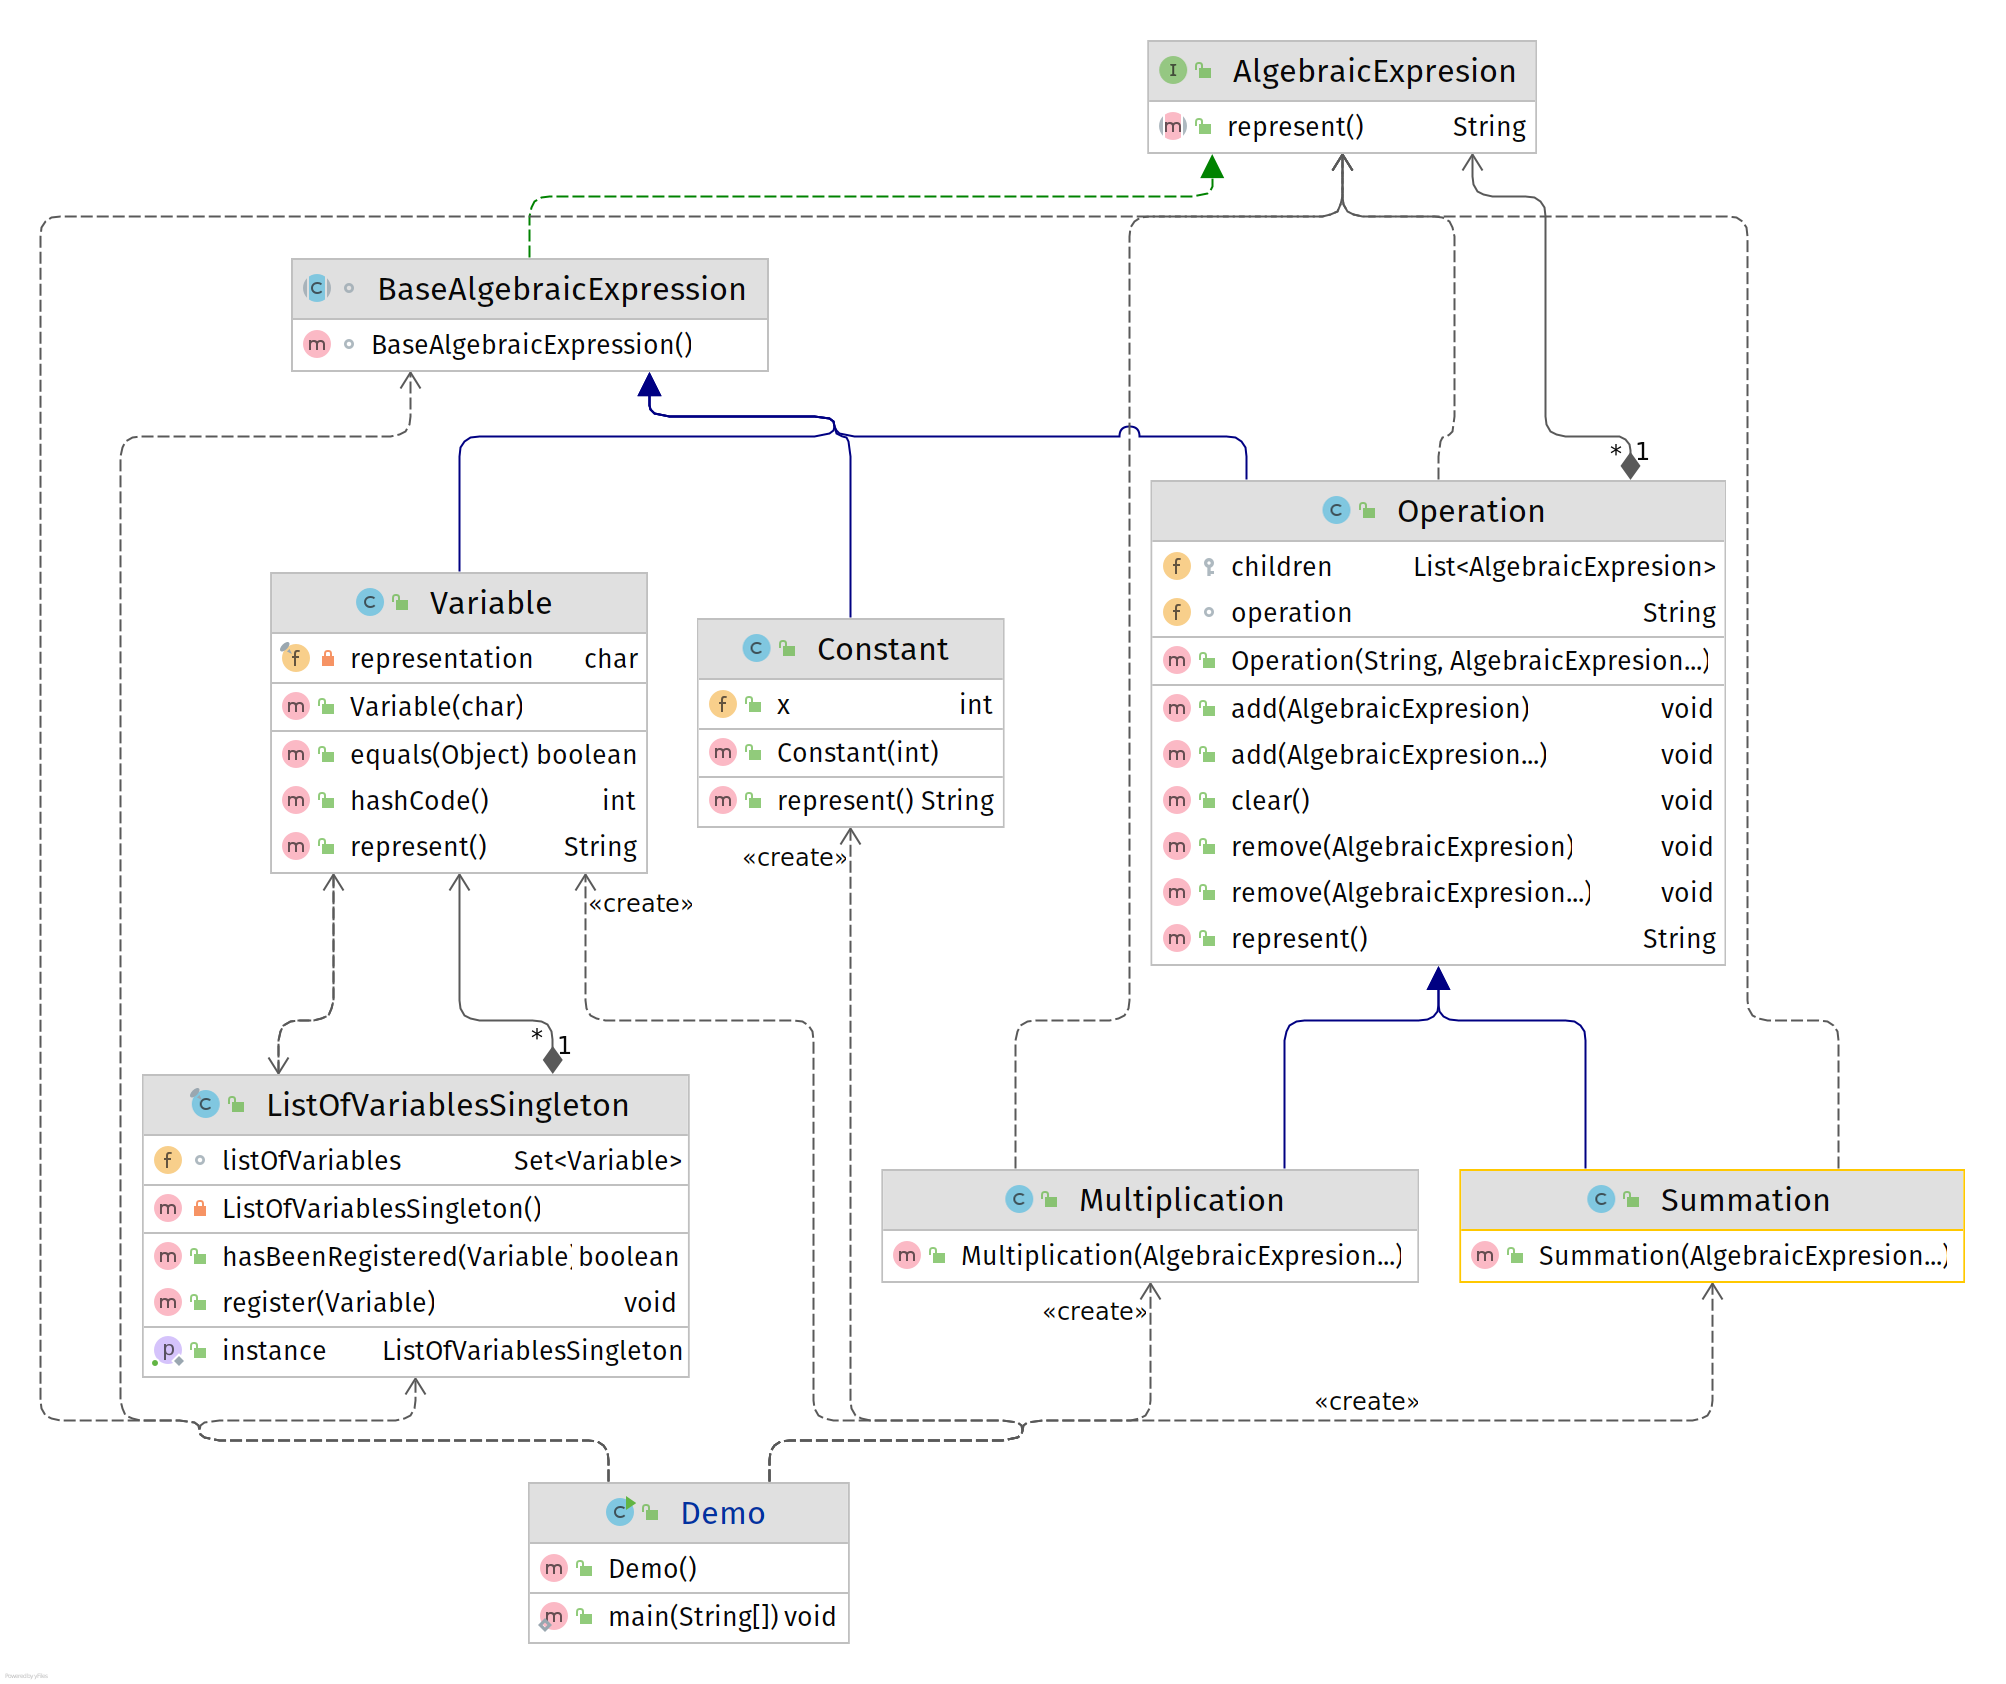 I AlgebraicExpresion
m represent() String
C BaseAlgebraicExpression
m BaseAlgebraicExpression()
* 1
C Operation
f children List<AlgebraicExpresion>
f operation String
m Operation(String, AlgebraicExpresion...)
m add(AlgebraicExpresion) void
m add(AlgebraicExpresion...) void
m clear() void
m remove(AlgebraicExpresion) void
m remove(AlgebraicExpresion...) void
m represent() String
C Variable
f representation char
m Variable(char)
m equals(Object) boolean
m hashCode() int
m represent() String
«create»
C Constant
f x int
m Constant(int)
m represent() String
«create»
* 1
C ListOfVariablesSingleton
f listOfVariables Set<Variable>
m ListOfVariablesSingleton()
m hasBeenRegistered(Variable) boolean
m register(Variable) void
p instance ListOfVariablesSingleton
C Multiplication
m Multiplication(AlgebraicExpresion...)
«create»
C Summation
m Summation(AlgebraicExpresion...)
«create»
C Demo
m Demo()
m main(String[]) void
Powered by yFiles